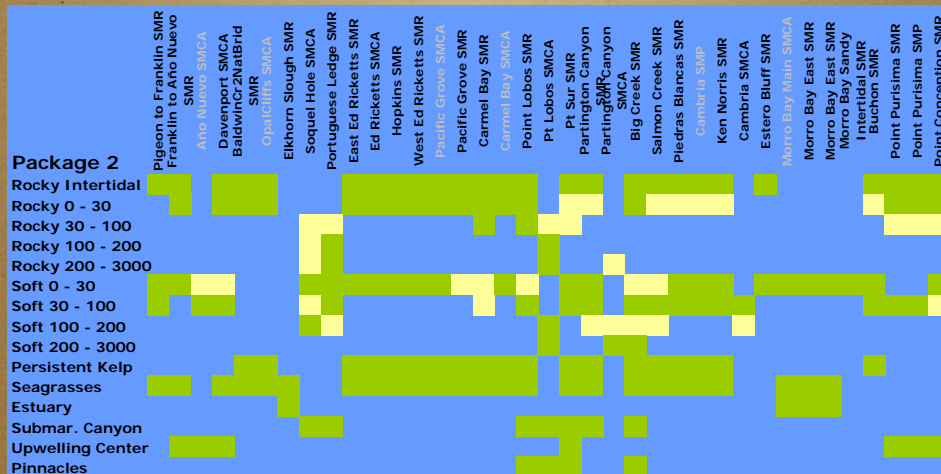 Pigeon to Franklin SMR
Franklin to Año Nuevo
SMR
Año Nuevo SMCA
Davenport SMCA
BaldwinCr2NatBrid
SMR
OpalCliffs SMCA
Elkhorn Slough SMR
Soquel Hole SMCA
Portuguese Ledge SMR
East Ed Ricketts SMR
Ed Ricketts SMCA
Hopkins SMR
West Ed Ricketts SMR
Pacific Grove SMCA
Pacific Grove SMR
Carmel Bay SMR
Carmel Bay SMCA
Point Lobos SMR
Pt Lobos SMCA
Pt Sur SMR
Partington Canyon
SMR
Partington Canyon
SMCA
Big Creek SMR
Salmon Creek SMR
Piedras Blancas SMR
Cambria SMP
Ken Norris SMR
Cambria SMCA
Estero Bluff SMR
Morro Bay Main SMCA
Morro Bay East SMR
Morro Bay East SMR
Morro Bay Sandy
Intertidal SMR
Buchon SMR
Point Purisima SMR
Point Purisima SMP
Point Conception SMR
Package 2
Rocky Intertidal
Rocky 0 - 30
Rocky 30 - 100
Rocky 100 - 200
Rocky 200 - 3000
Soft 0 - 30
Soft 30 - 100
Soft 100 - 200
Soft 200 - 3000
Persistent Kelp
Seagrasses
Estuary
Submar. Canyon
Upwelling Center
Pinnacles